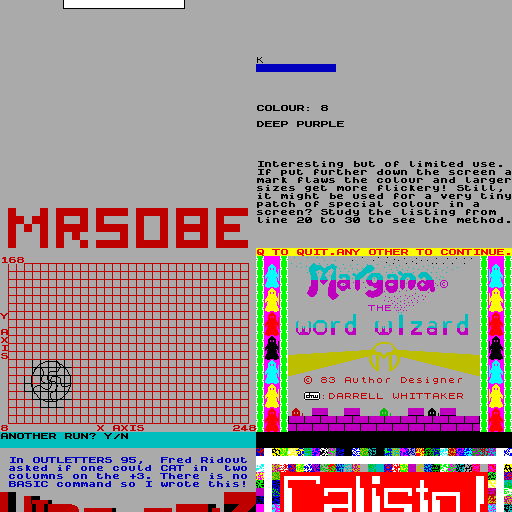 K
COLOUR: 8
DEEP PURPLE
Interesting but of limited use.
If put further down the screen a
mark flaws the colour and larger
sizes get more flickery! Still,
it might be used for a very tiny
patch of special colour in a
screen? Study the listing from
line 20 to 30 to see the method.
MRSOBE
168
Y AXIS
8 X AXIS 248
ANOTHER RUN? Y/N
In OUTLETTERS 95, Fred Ridout
asked if one could CAT in two
columns on the +3. There is no
BASIC command so I wrote this!
Q TO QUIT.ANY OTHER TO CONTINUE.
Morgana ©
THE
word wizard
© 83 Author Designer
dhw:DARRELL WHITTAKER
Calisto